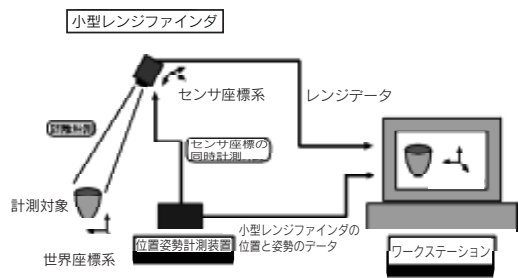 小型レンジファインダ
センサ座標系
レンジデータ
センサ座標の
同時計測
計測対象
世界座標系
位置姿勢計測装置
小型レンジファインダの
位置と姿勢のデータ
ワークステーション